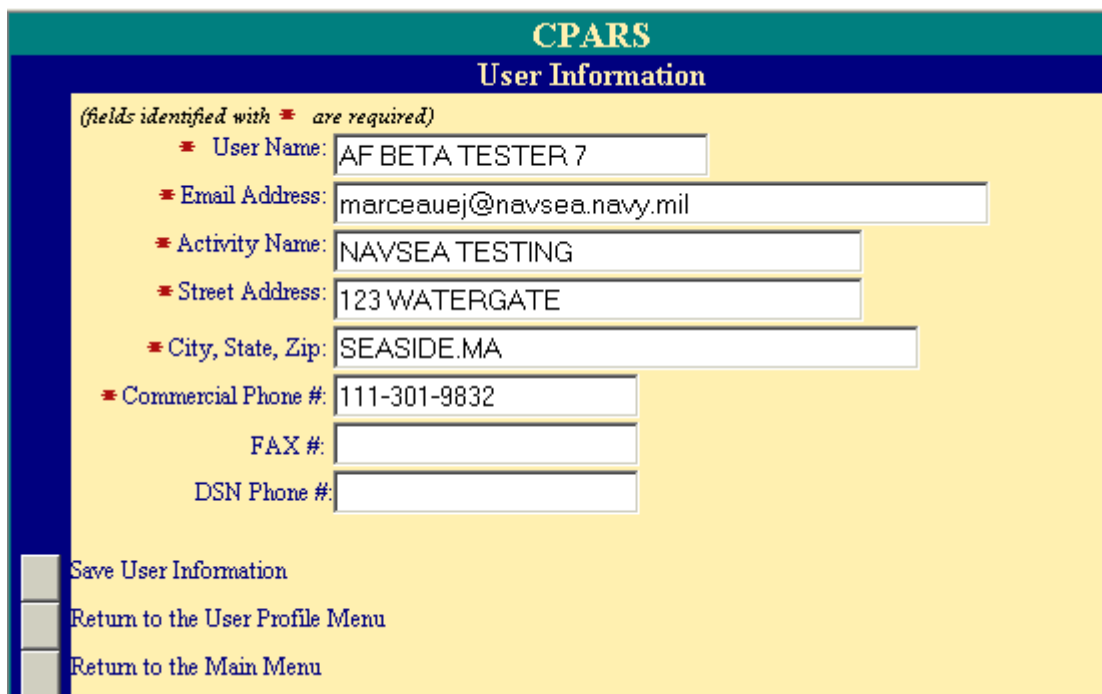 CPARS
User Information
(fields identified with * are required)
* User Name: AF BETA TESTER 7
* Email Address: marceauej@navsea.navy.mil
* Activity Name: NAVSEA TESTING
* Street Address: 123 WATERGATE
* City, State, Zip: SEASIDE.MA
* Commercial Phone #: 111-301-9832
FAX #:
DSN Phone #:
Save User Information
Return to the User Profile Menu
Return to the Main Menu